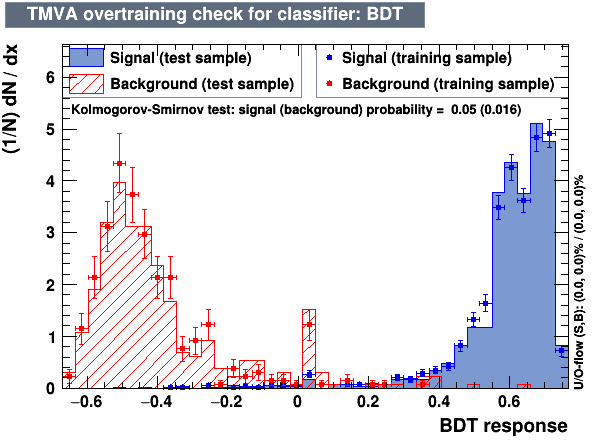 TMVA overtraining check for classifier: BDT
Signal (test sample)
Background (test sample)
Signal (training sample)
Background (training sample)
Kolmogorov-Smirnov test: signal (background) probability = 0.05 (0.016)
(1/N) dN / dx
6
5
4
3
2
1
0
−0.6 −0.4 −0.2 0 0.2 0.4 0.6
BDT response
U/O-flow (S,B): (0.0, 0.0)% / (0.0, 0.0)%